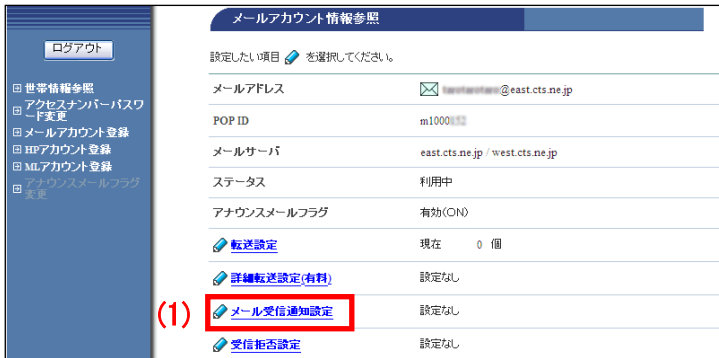 メールアカウント情報参照
ログアウト
設定したい項目 を選択してください。
世帯情報参照
アクセスナンバーパスワ
ード変更
メールアカウント登録
HPアカウント登録
MLアカウント登録
アナウンスメールフラグ
変更
メールアドレス @east.cts.ne.jp
POP ID m1000
メールサーバ east.cts.ne.jp / west.cts.ne.jp
ステータス 利用中
アナウンスメールフラグ 有効(ON)
転送設定 現在 0 個
詳細転送設定(有料) 設定なし
(1) メール受信通知設定 設定なし
受信拒否設定 設定なし